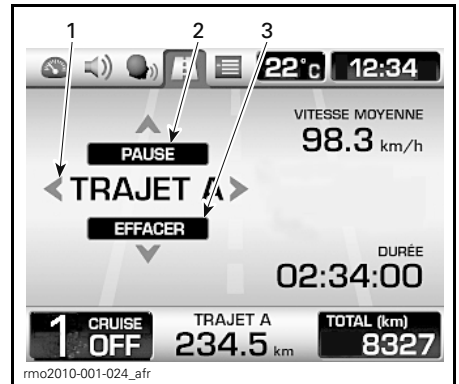 1 2 3
22°c 12:34
VITESSE MOYENNE
98.3 km/h
PAUSE
TRAJET A
EFFACER
DURÉE
02:34:00
1 CRUISE OFF
TRAJET A
234.5 km
TOTAL (km)
8327
rmo2010-001-024_afr